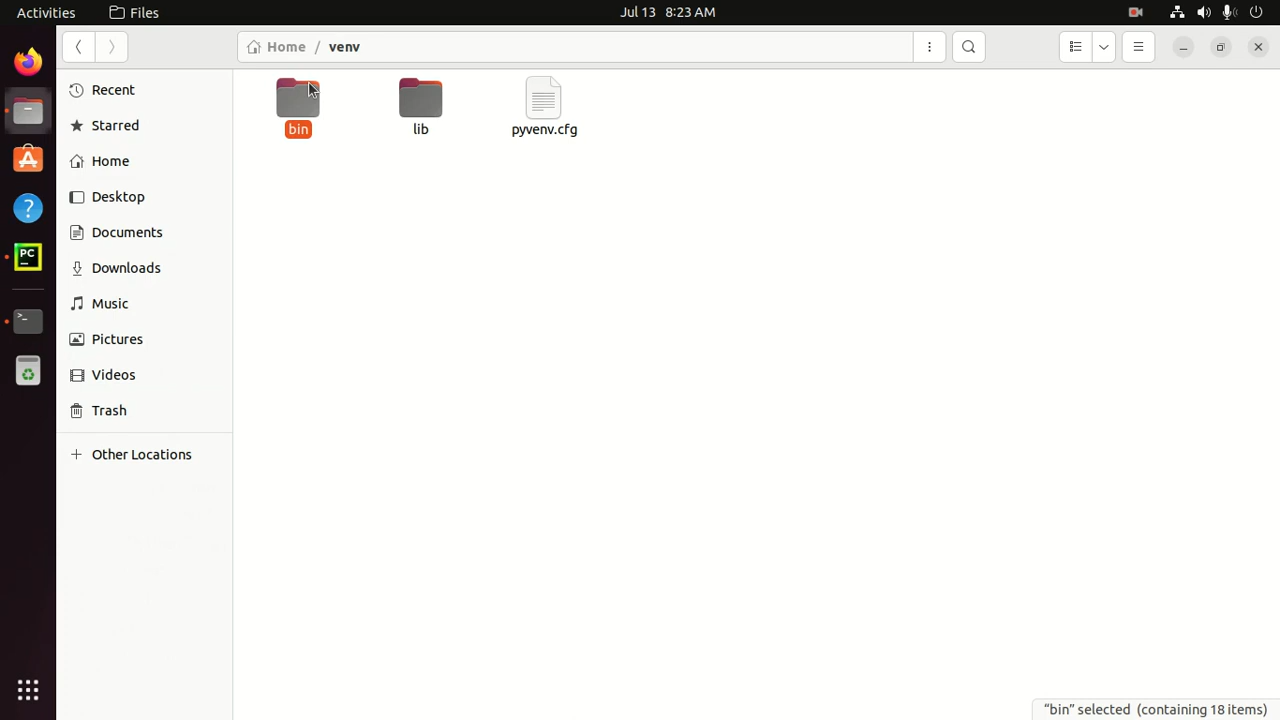 Activities Files Jul 13 8:23 AM
Home / venv
Recent
Starred
Home
Desktop
Documents
Downloads
Music
Pictures
Videos
Trash
Other Locations
bin lib pyvenv.cfg
PC
>_
?
“bin” selected (containing 18 items)